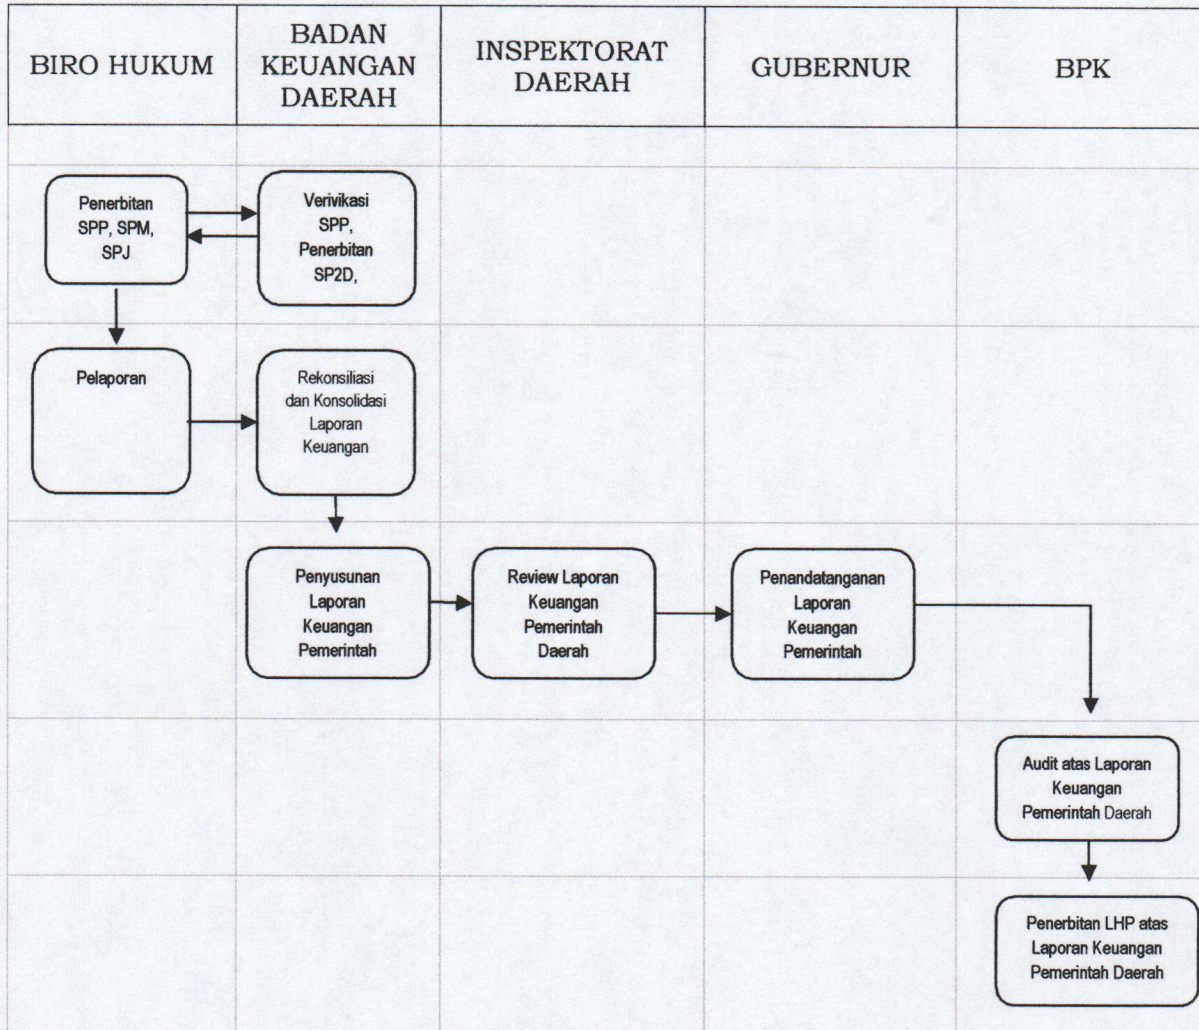 BIRO HUKUM
BADAN
KEUANGAN
DAERAH
INSPEKTORAT
DAERAH
GUBERNUR
BPK
Penerbitan
SPP, SPM,
SPJ
Verivikasi
SPP,
Penerbitan
SP2D,
Pelaporan
Rekonsiliasi
dan Konsolidasi
Laporan
Keuangan
Penyusunan
Laporan
Keuangan
Pemerintah
Review Laporan
Keuangan
Pemerintah
Daerah
Penandatanganan
Laporan
Keuangan
Pemerintah
Audit atas Laporan
Keuangan
Pemerintah Daerah
Penerbitan LHP atas
Laporan Keuangan
Pemerintah Daerah